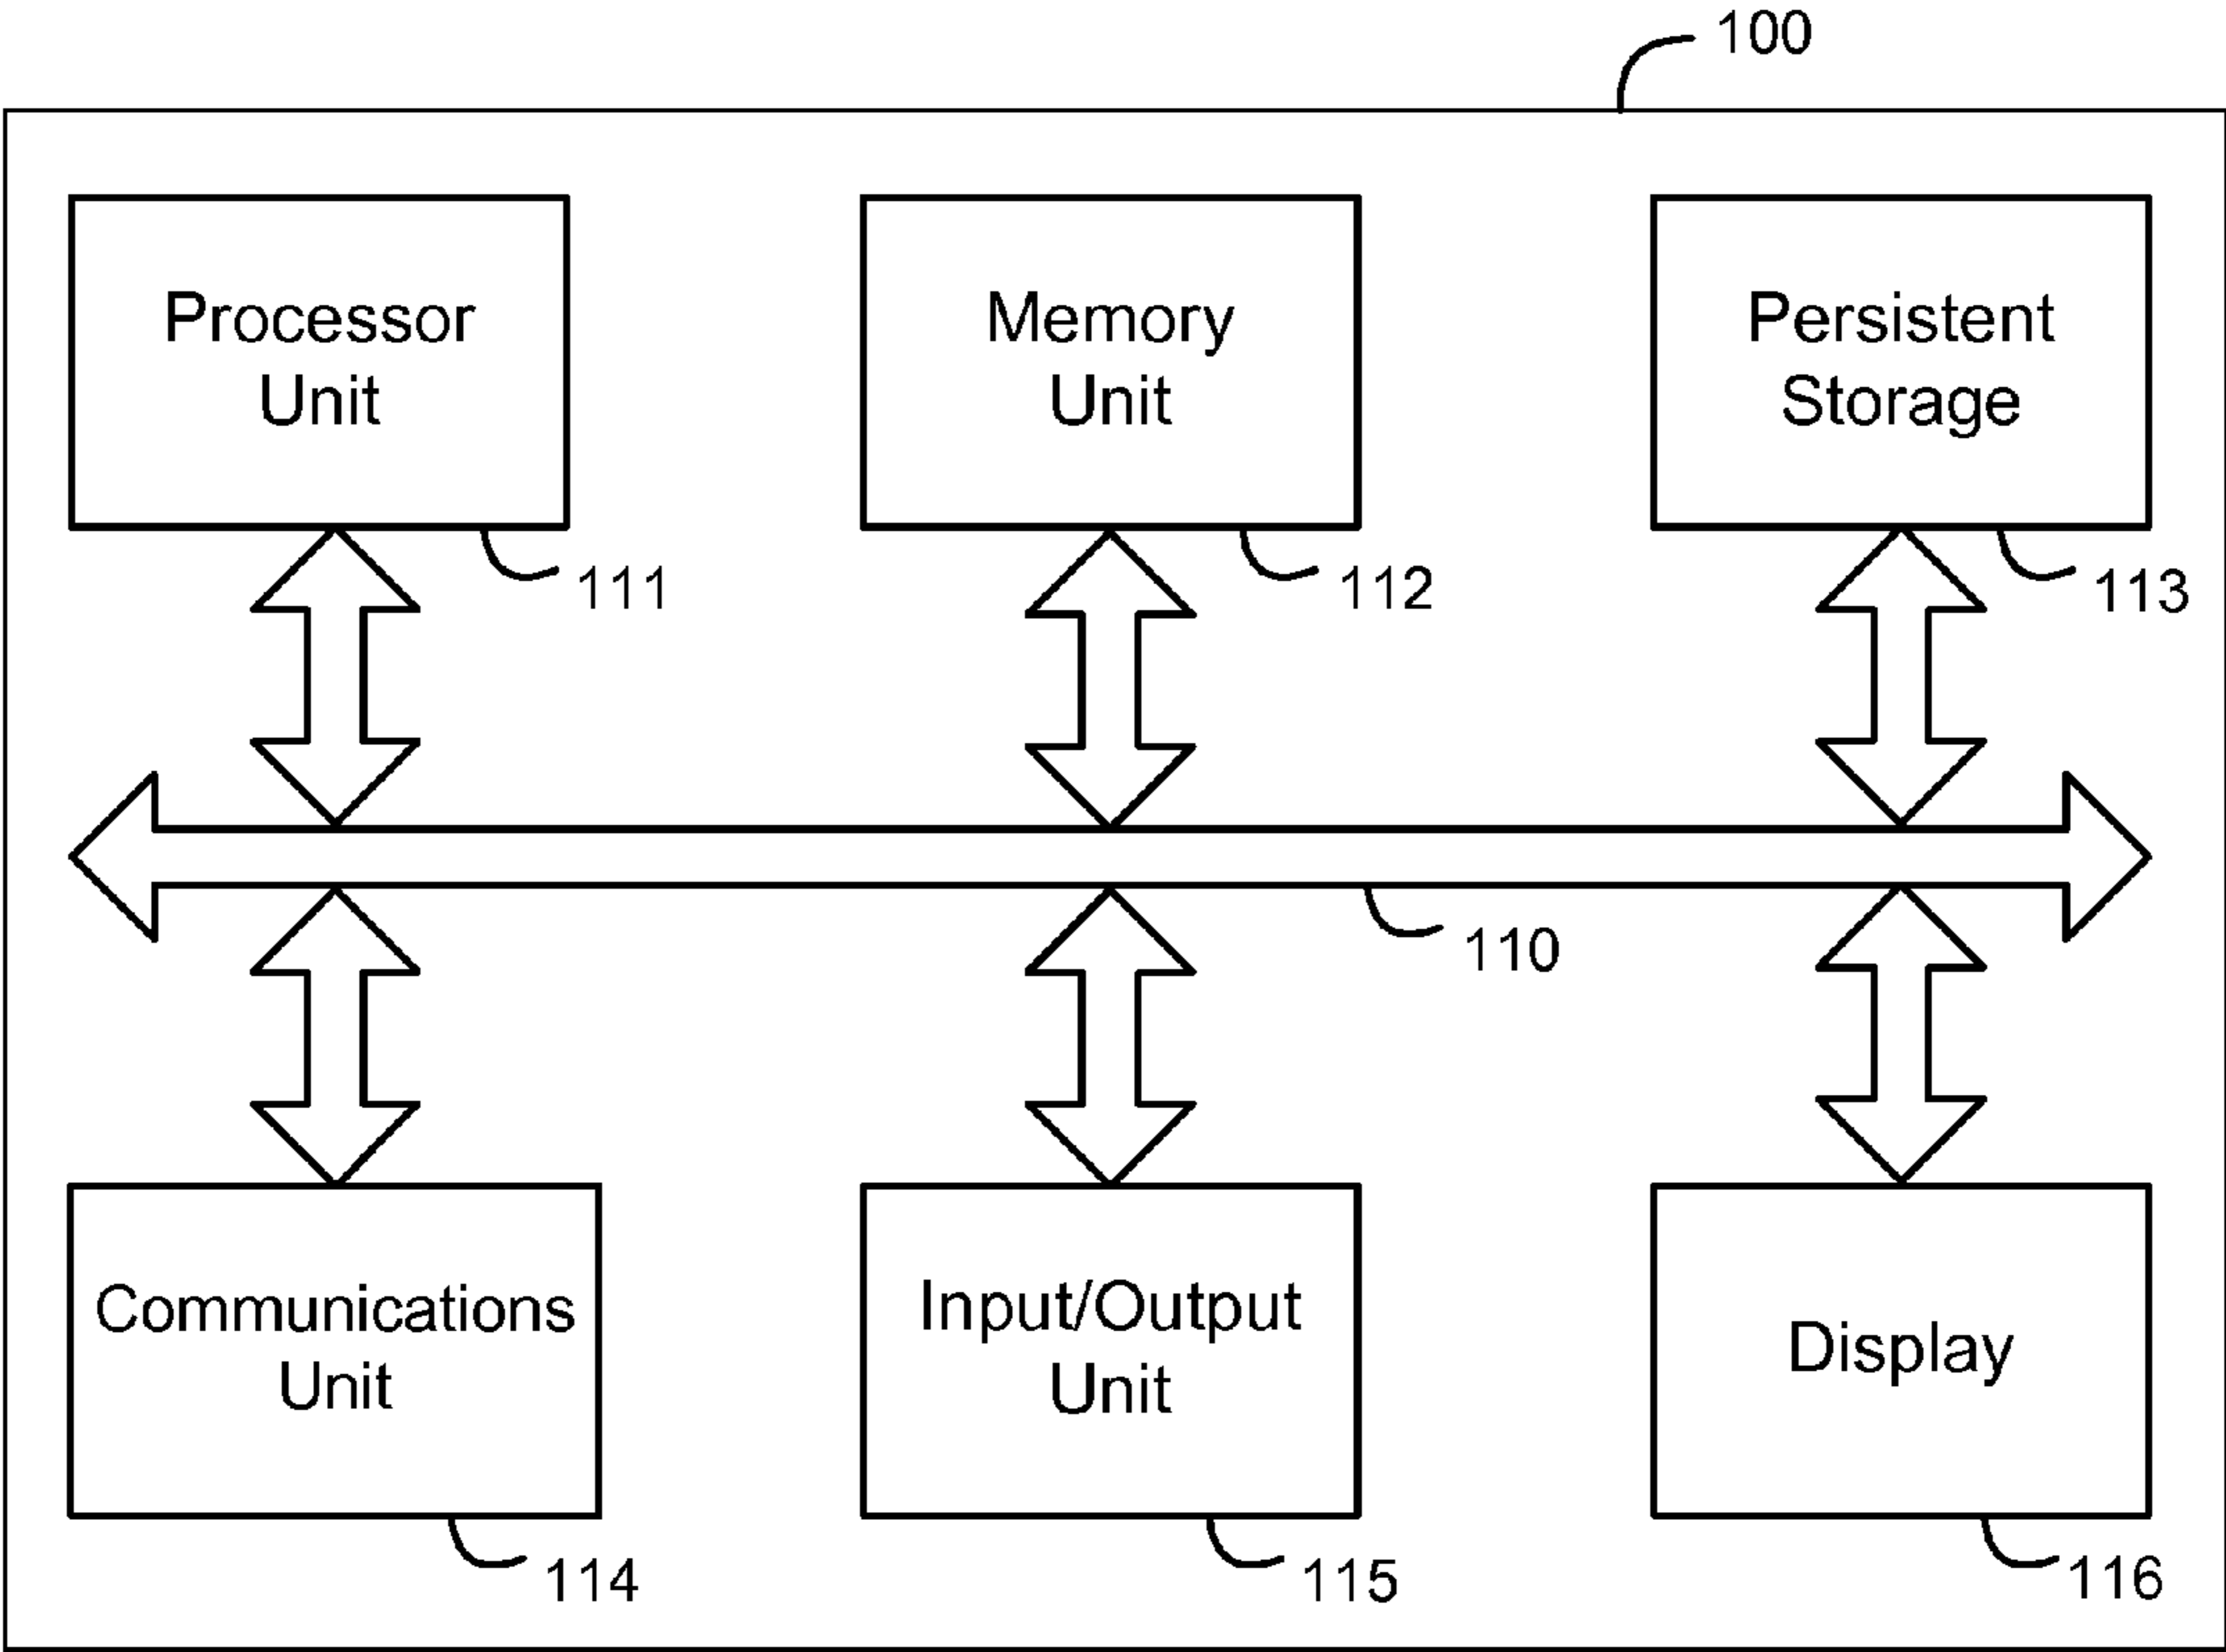 100
Processor
Unit
Memory
Unit
Persistent
Storage
111
112
113
110
Communications
Unit
Input/Output
Unit
Display
114
115
116